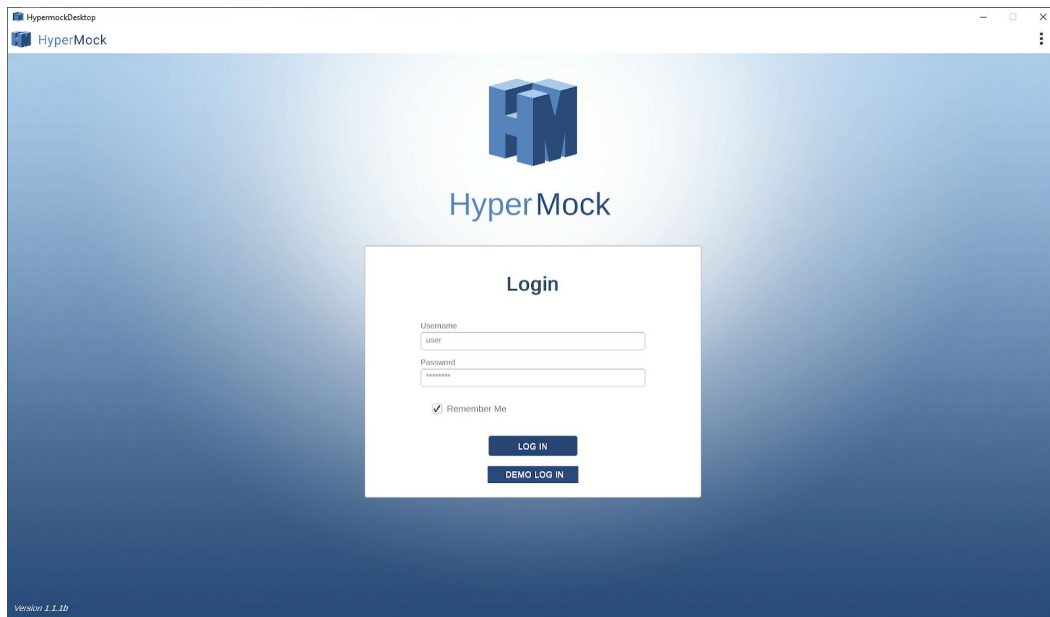 HypermockDesktop
HyperMock
HM
HyperMock
Login
Username
user
Password
********
Remember Me
LOG IN
DEMO LOG IN
Version 1.1.1b